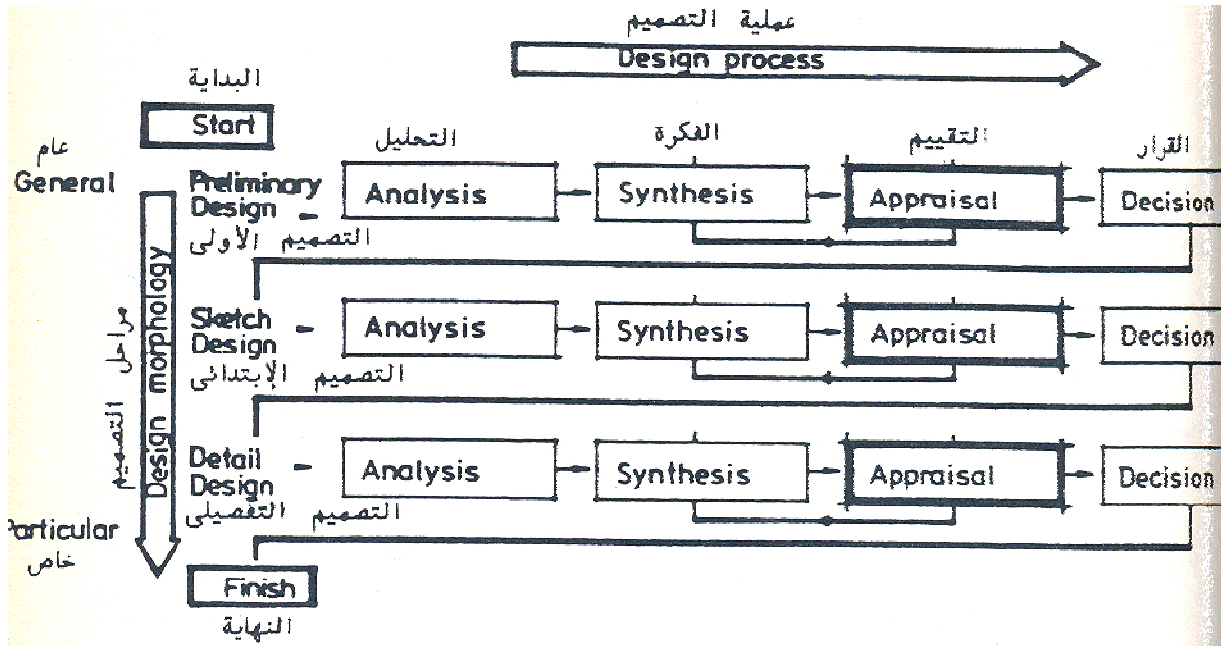 عملية التصميم
Design process
البداية
Start
عام
General
التحليل
الفكرة
التقييم
القرار
Preliminary
Design
التصميم الأولى
Analysis
Synthesis
Appraisal
Decision
Design morphology
مراحل التصميم
Sketch
Design
التصميم الإبتدائى
Analysis
Synthesis
Appraisal
Decision
Detail
Design
التصميم التفصيلى
Analysis
Synthesis
Appraisal
Decision
Particular
خاص
Finish
النهاية